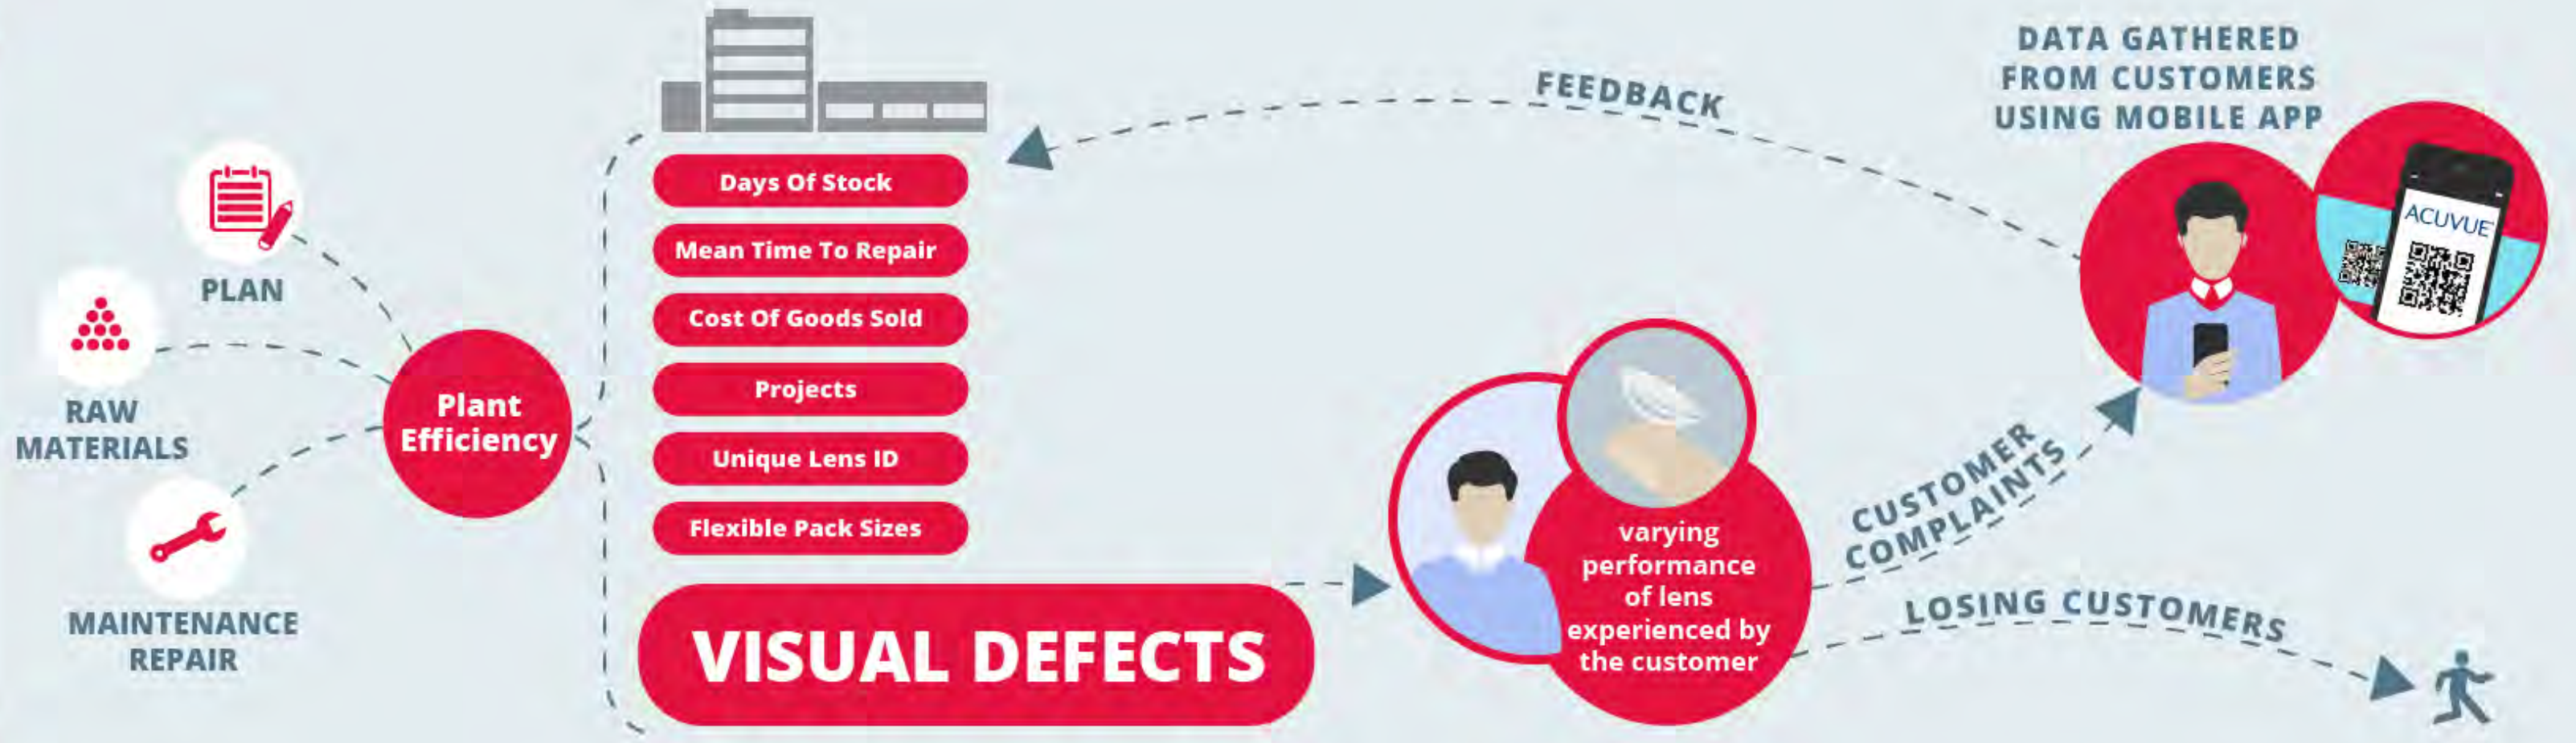 PLAN
RAW
MATERIALS
MAINTENANCE
REPAIR
Plant
Efficiency
Days Of Stock
Mean Time To Repair
Cost Of Goods Sold
Projects
Unique Lens ID
Flexible Pack Sizes
VISUAL DEFECTS
varying
performance
of lens
experienced by
the customer
CUSTOMER
COMPLAINTS
LOSING CUSTOMERS
FEEDBACK
DATA GATHERED
FROM CUSTOMERS
USING MOBILE APP
ACUVUE